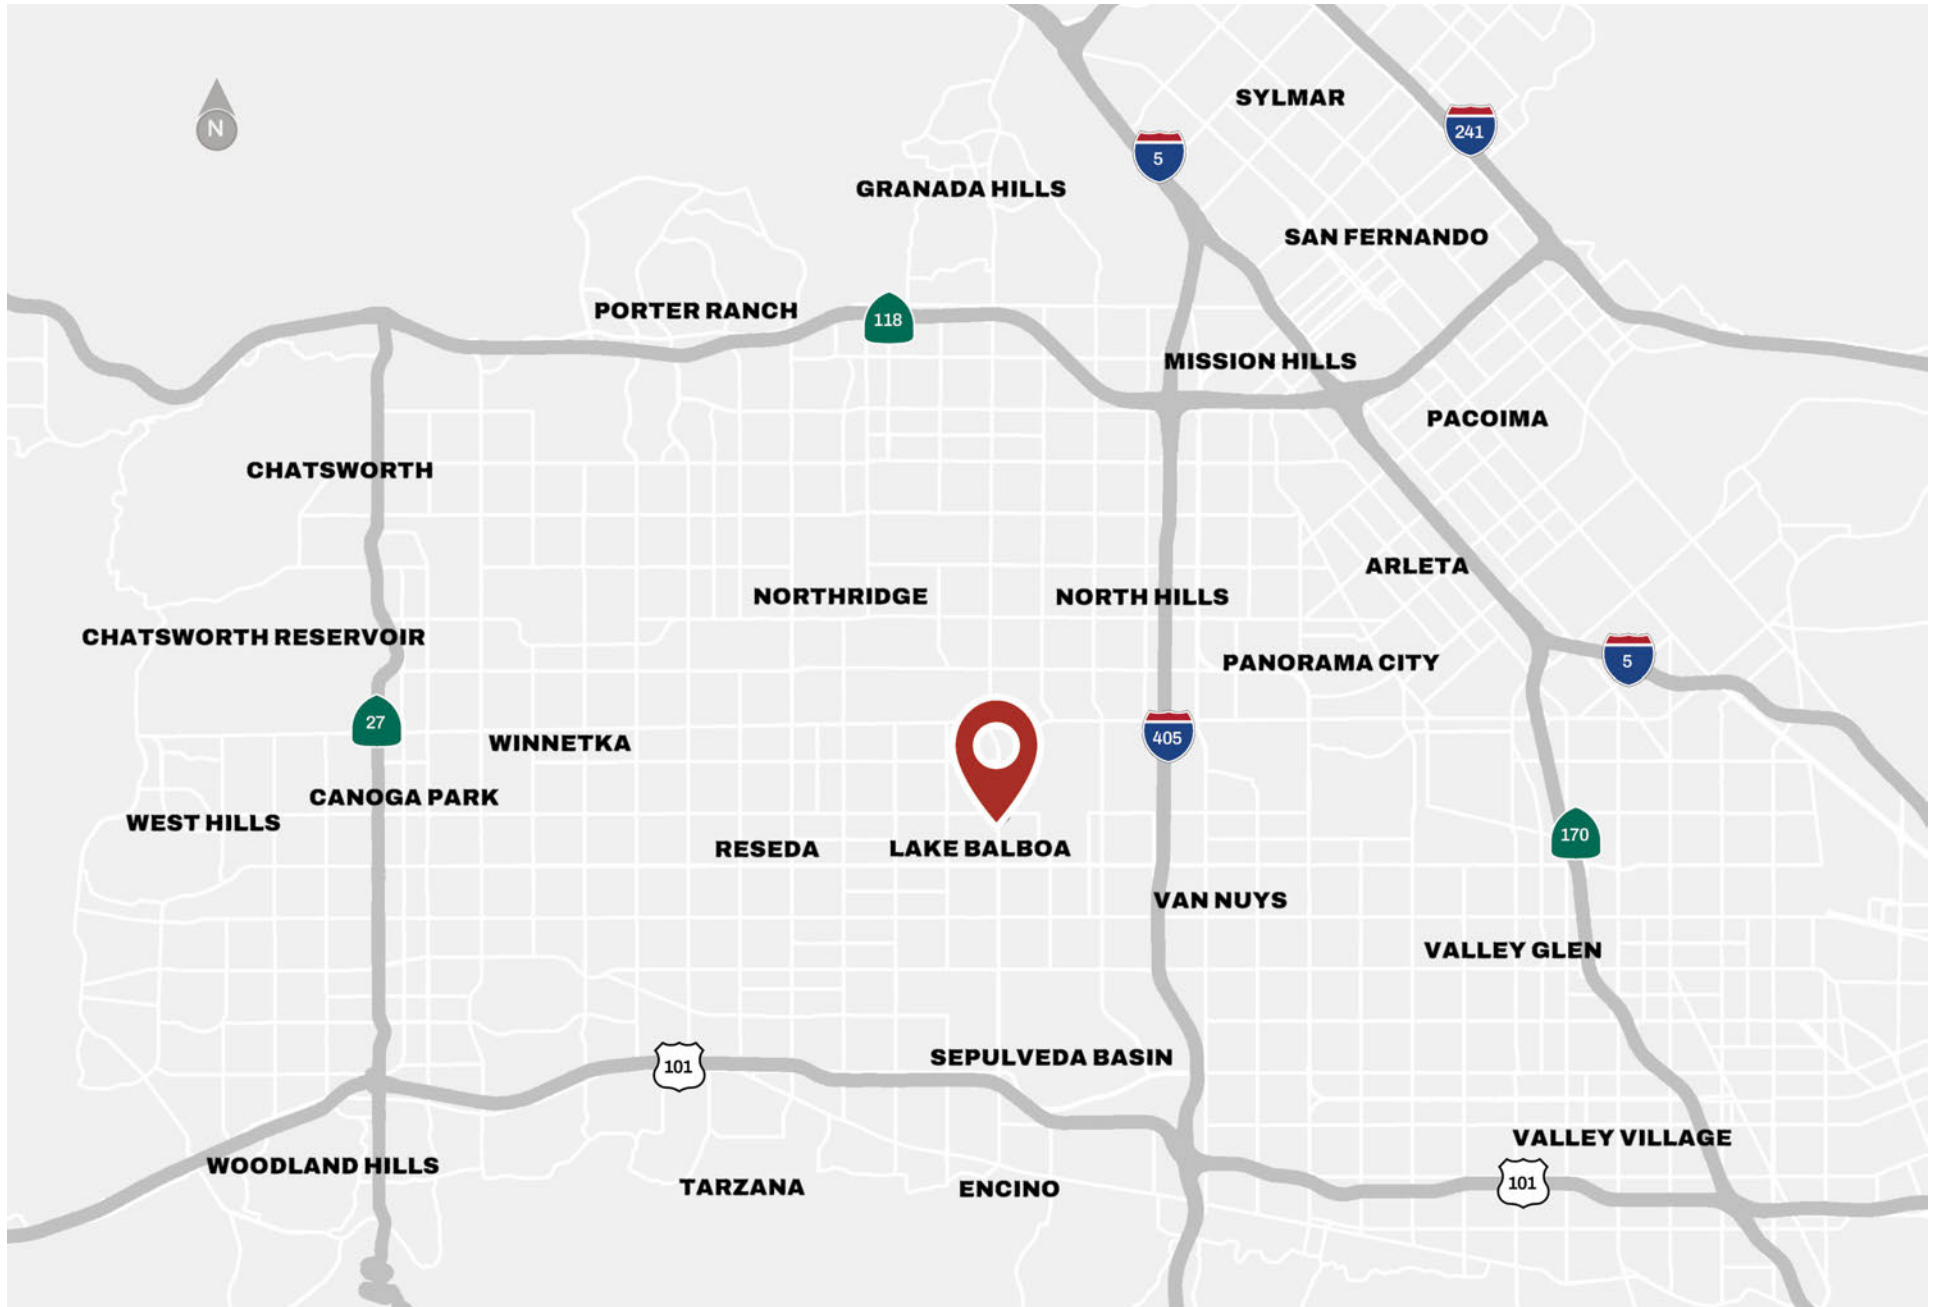 SYLMAR
N
241
5
GRANADA HILLS
SAN FERNANDO
PORTER RANCH
118
MISSION HILLS
PACOIMA
CHATSWORTH
ARLETA
NORTHRIDGE
NORTH HILLS
CHATSWORTH RESERVOIR
PANORAMA CITY
5
27
405
WINNETKA
CANOGA PARK
WEST HILLS
170
RESEDA
LAKE BALBOA
VAN NUYS
VALLEY GLEN
SEPULVEDA BASIN
101
VALLEY VILLAGE
WOODLAND HILLS
101
TARZANA
ENCINO